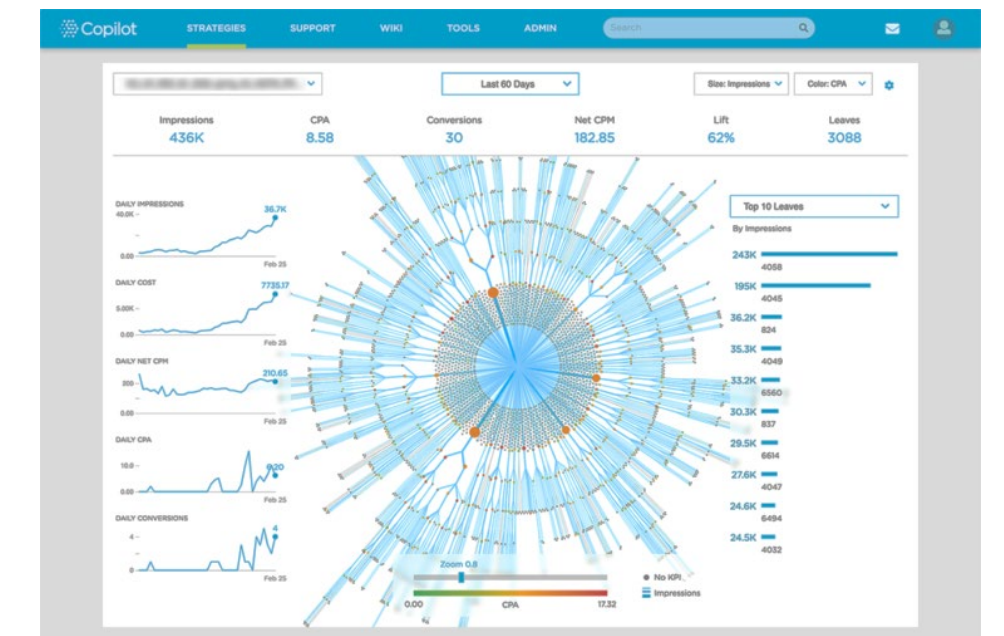 Copilot STRATEGIES SUPPORT WIKI TOOLS ADMIN Search
Last 60 Days Size: Impressions Color: CPA
Impressions CPA Conversions Net CPM Lift Leaves
436K 8.58 30 182.85 62% 3088
DAILY IMPRESSIONS
40.0K
36.7K
0.00
Feb 25
DAILY COST
7735.17
5.00K
0.00
Feb 25
DAILY NET CPM
210.65
200
0.00
Feb 25
DAILY CPA
10.0
6.20
0.00
Feb 25
DAILY CONVERSIONS
4
4
0
Feb 25
Top 10 Leaves
By Impressions
243K
4058
195K
4045
36.2K
824
35.3K
4049
33.2K
6560
30.3K
837
29.5K
6614
27.6K
4047
24.6K
6494
24.5K
4032
Zoom 0.8
No KPI
Impressions
0.00 CPA 17.32